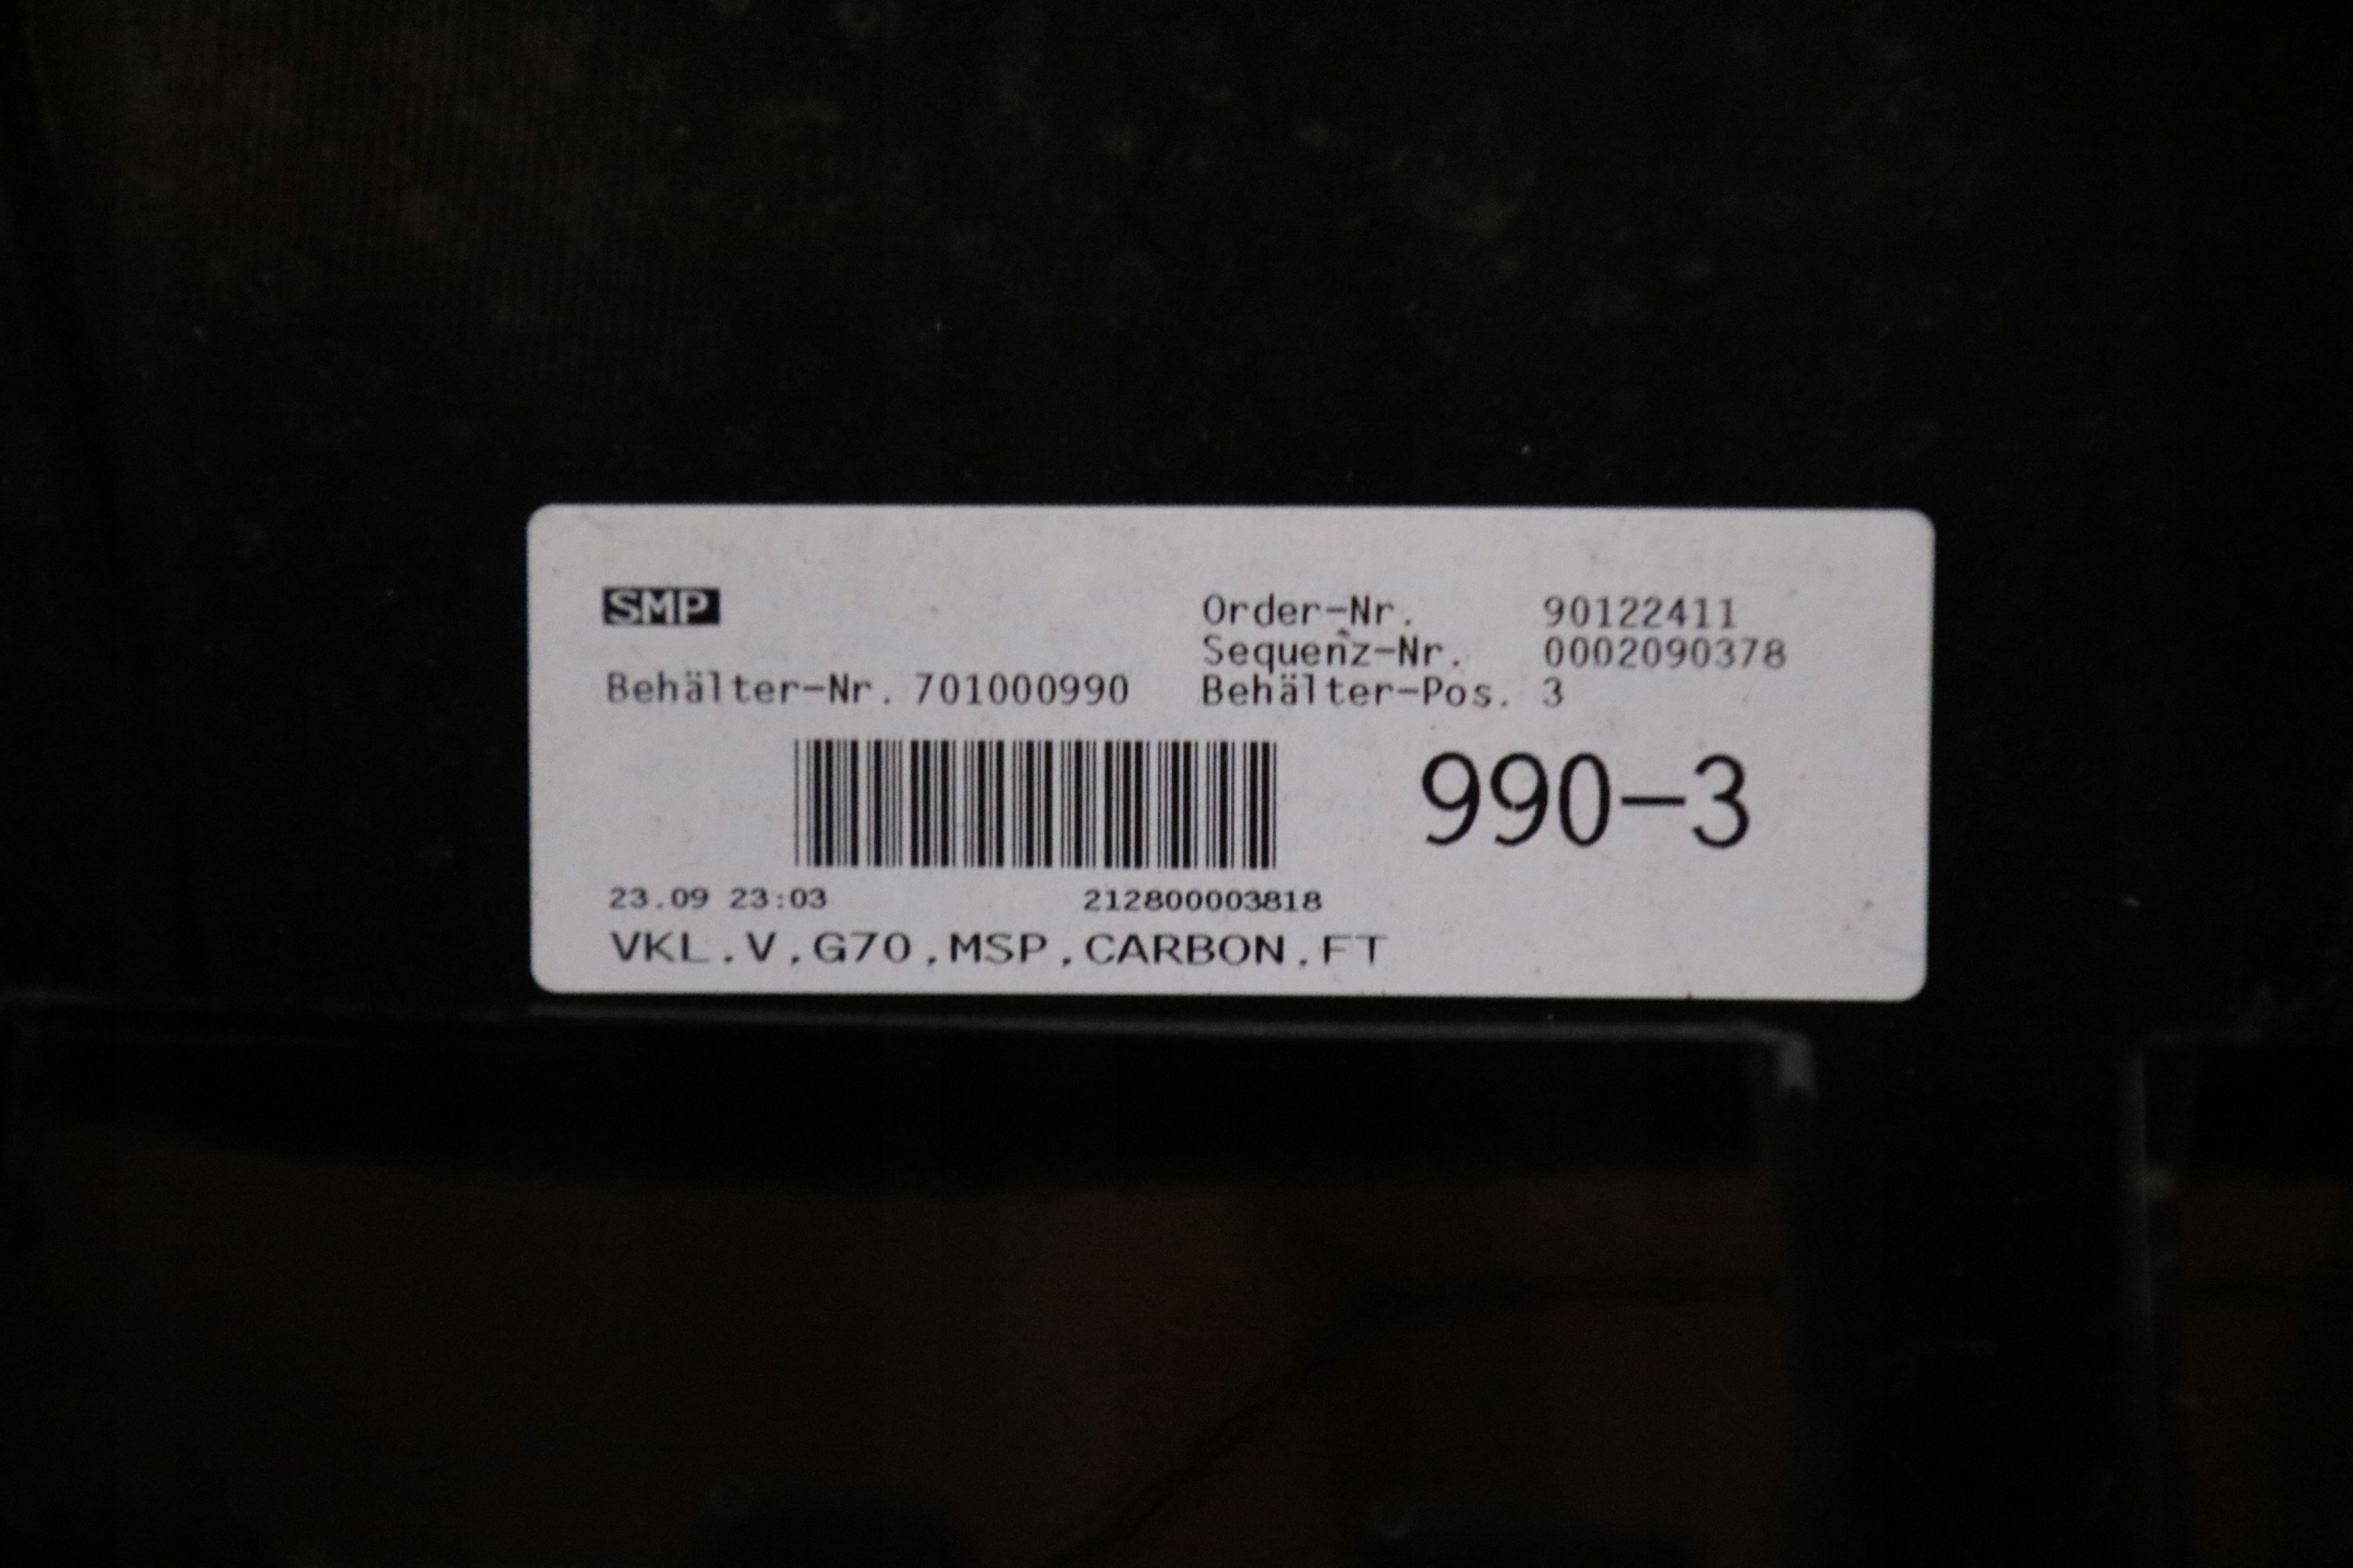 SMP
Order-Nr. 90122411
Sequenz-Nr. 0002090378
Behälter-Nr. 701000990 Behälter-Pos. 3
990-3
23.09 23:03 212800003818
VKL.V.G70.MSP.CARBON.FT